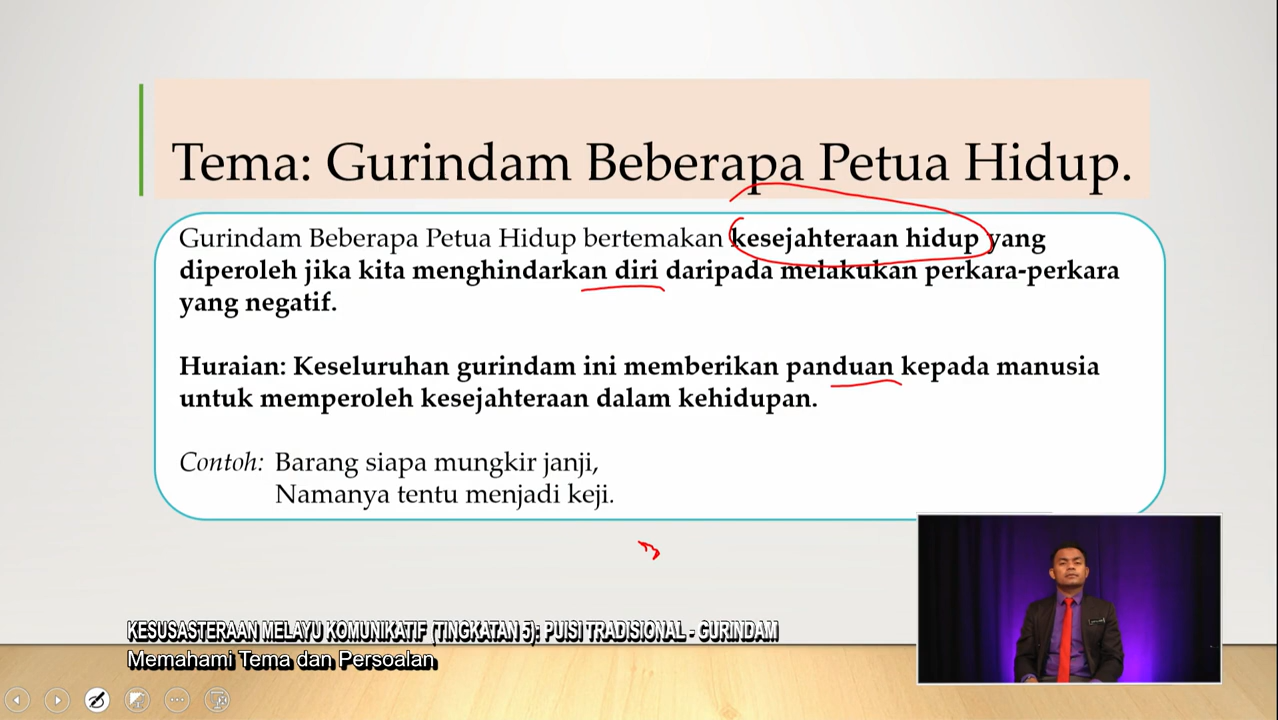 Tema: Gurindam Beberapa Petua Hidup.
Gurindam Beberapa Petua Hidup bertemakan kesejahteraan hidup yang
diperoleh jika kita menghindarkan diri daripada melakukan perkara-perkara
yang negatif.
Huraian: Keseluruhan gurindam ini memberikan panduan kepada manusia
untuk memperoleh kesejahteraan dalam kehidupan.
Contoh: Barang siapa mungkir janji,
Namanya tentu menjadi keji.
KESUSASTERAAN MELAYU KOMUNIKATIF (TINGKATAN 5): PUISI TRADISIONAL - GURINDAM
Memahami Tema dan Persoalan